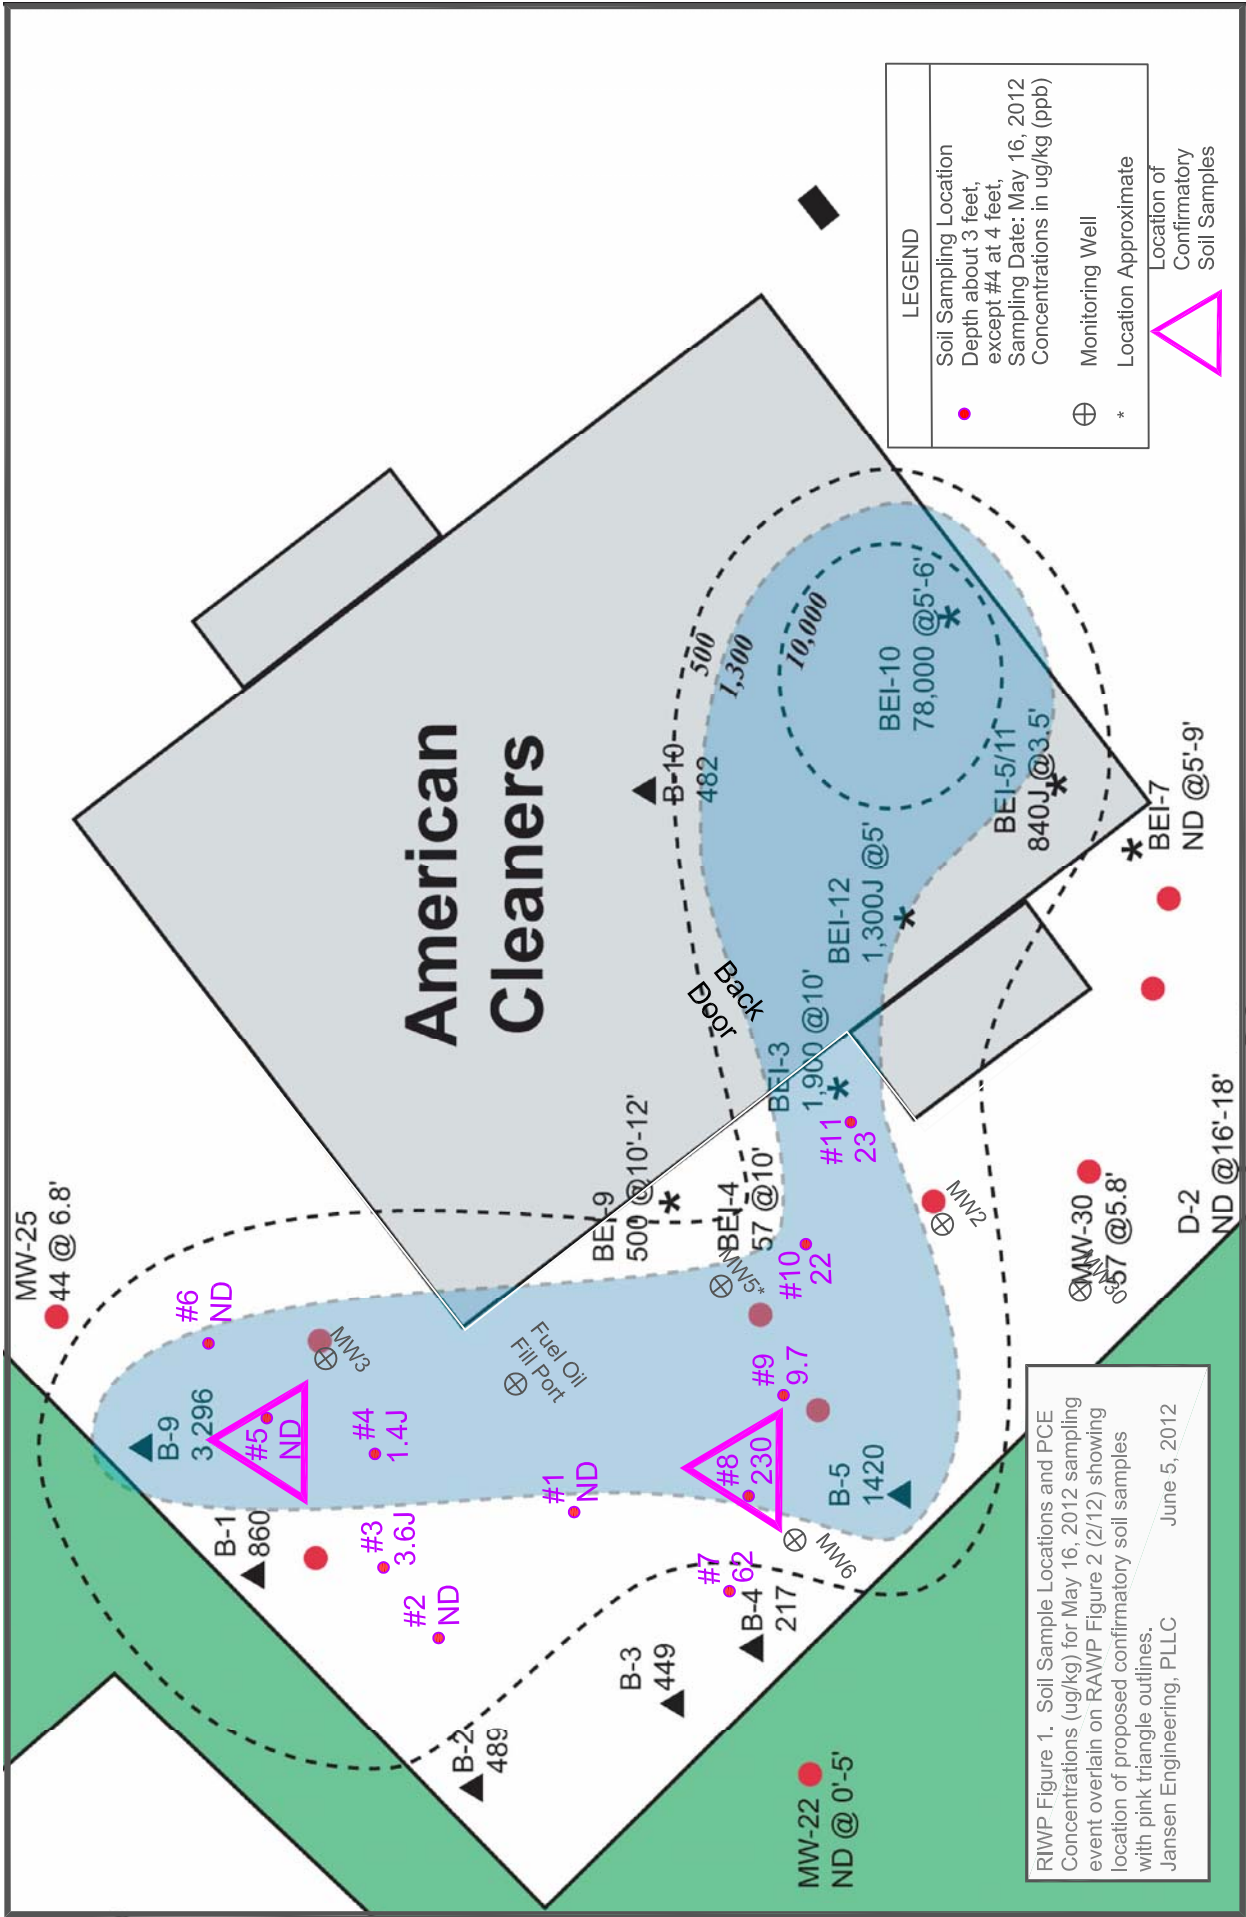 LEGEND
Soil Sampling Location
Depth about 3 feet,
except #4 at 4 feet,
Sampling Date: May 16, 2012
Concentrations in ug/kg (ppb)
Monitoring Well
* Location Approximate
Location of
Confirmatory
Soil Samples
American
Cleaners
Back
Door
500
1,300
10,000
B-10
482
BEI-10
78,000 @5'-6'
BEI-5/11
840J @3.5'
BEI-7
ND @5'-9'
BEI-12
1,300J @5'
BEI-3
1,900 @10'
BEI-9
500 @10'-12'
BEI-4
57 @10'
#11
23
#10
22
#9
9.7
#8
230
#7
62
#6
ND
#5
ND
#4
1.4J
#3
3.6J
#2
ND
#1
ND
MW-25
44 @ 6.8'
MW3
MW5*
MW2
MW-30
57 @5.8'
MW30
D-2
ND @16'-18'
Fuel Oil
Fill Port
B-9
3,296
B-1
860
B-5
1420
MW6
B-4
217
B-3
449
B-2
489
MW-22
ND @ 0'-5'
RIWP Figure 1. Soil Sample Locations and PCE
Concentrations (ug/kg) for May 16, 2012 sampling
event overlain on RAWP Figure 2 (2/12) showing
location of proposed confirmatory soil samples
with pink triangle outlines.
Jansen Engineering, PLLC June 5, 2012